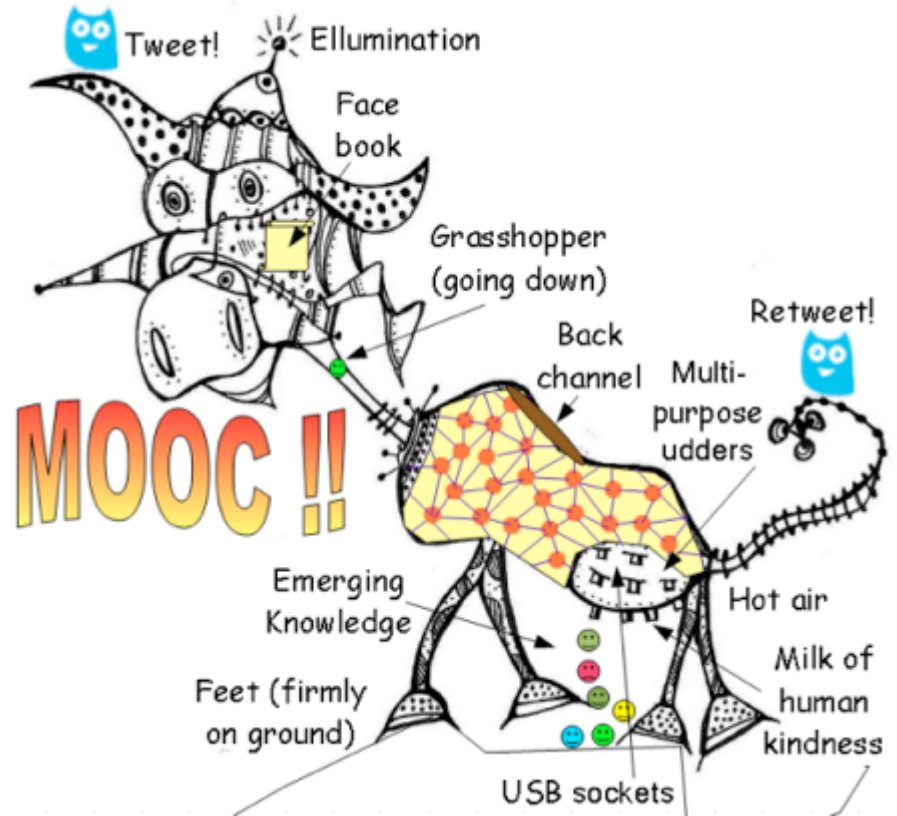 Tweet!
Ellumination
Face
book
Grasshopper
(going down)
Retweet!
Back
channel
Multi-
purpose
udders
MOOC !!
Emerging
Knowledge
Hot air
Feet (firmly
on ground)
Milk of
human
kindness
USB sockets